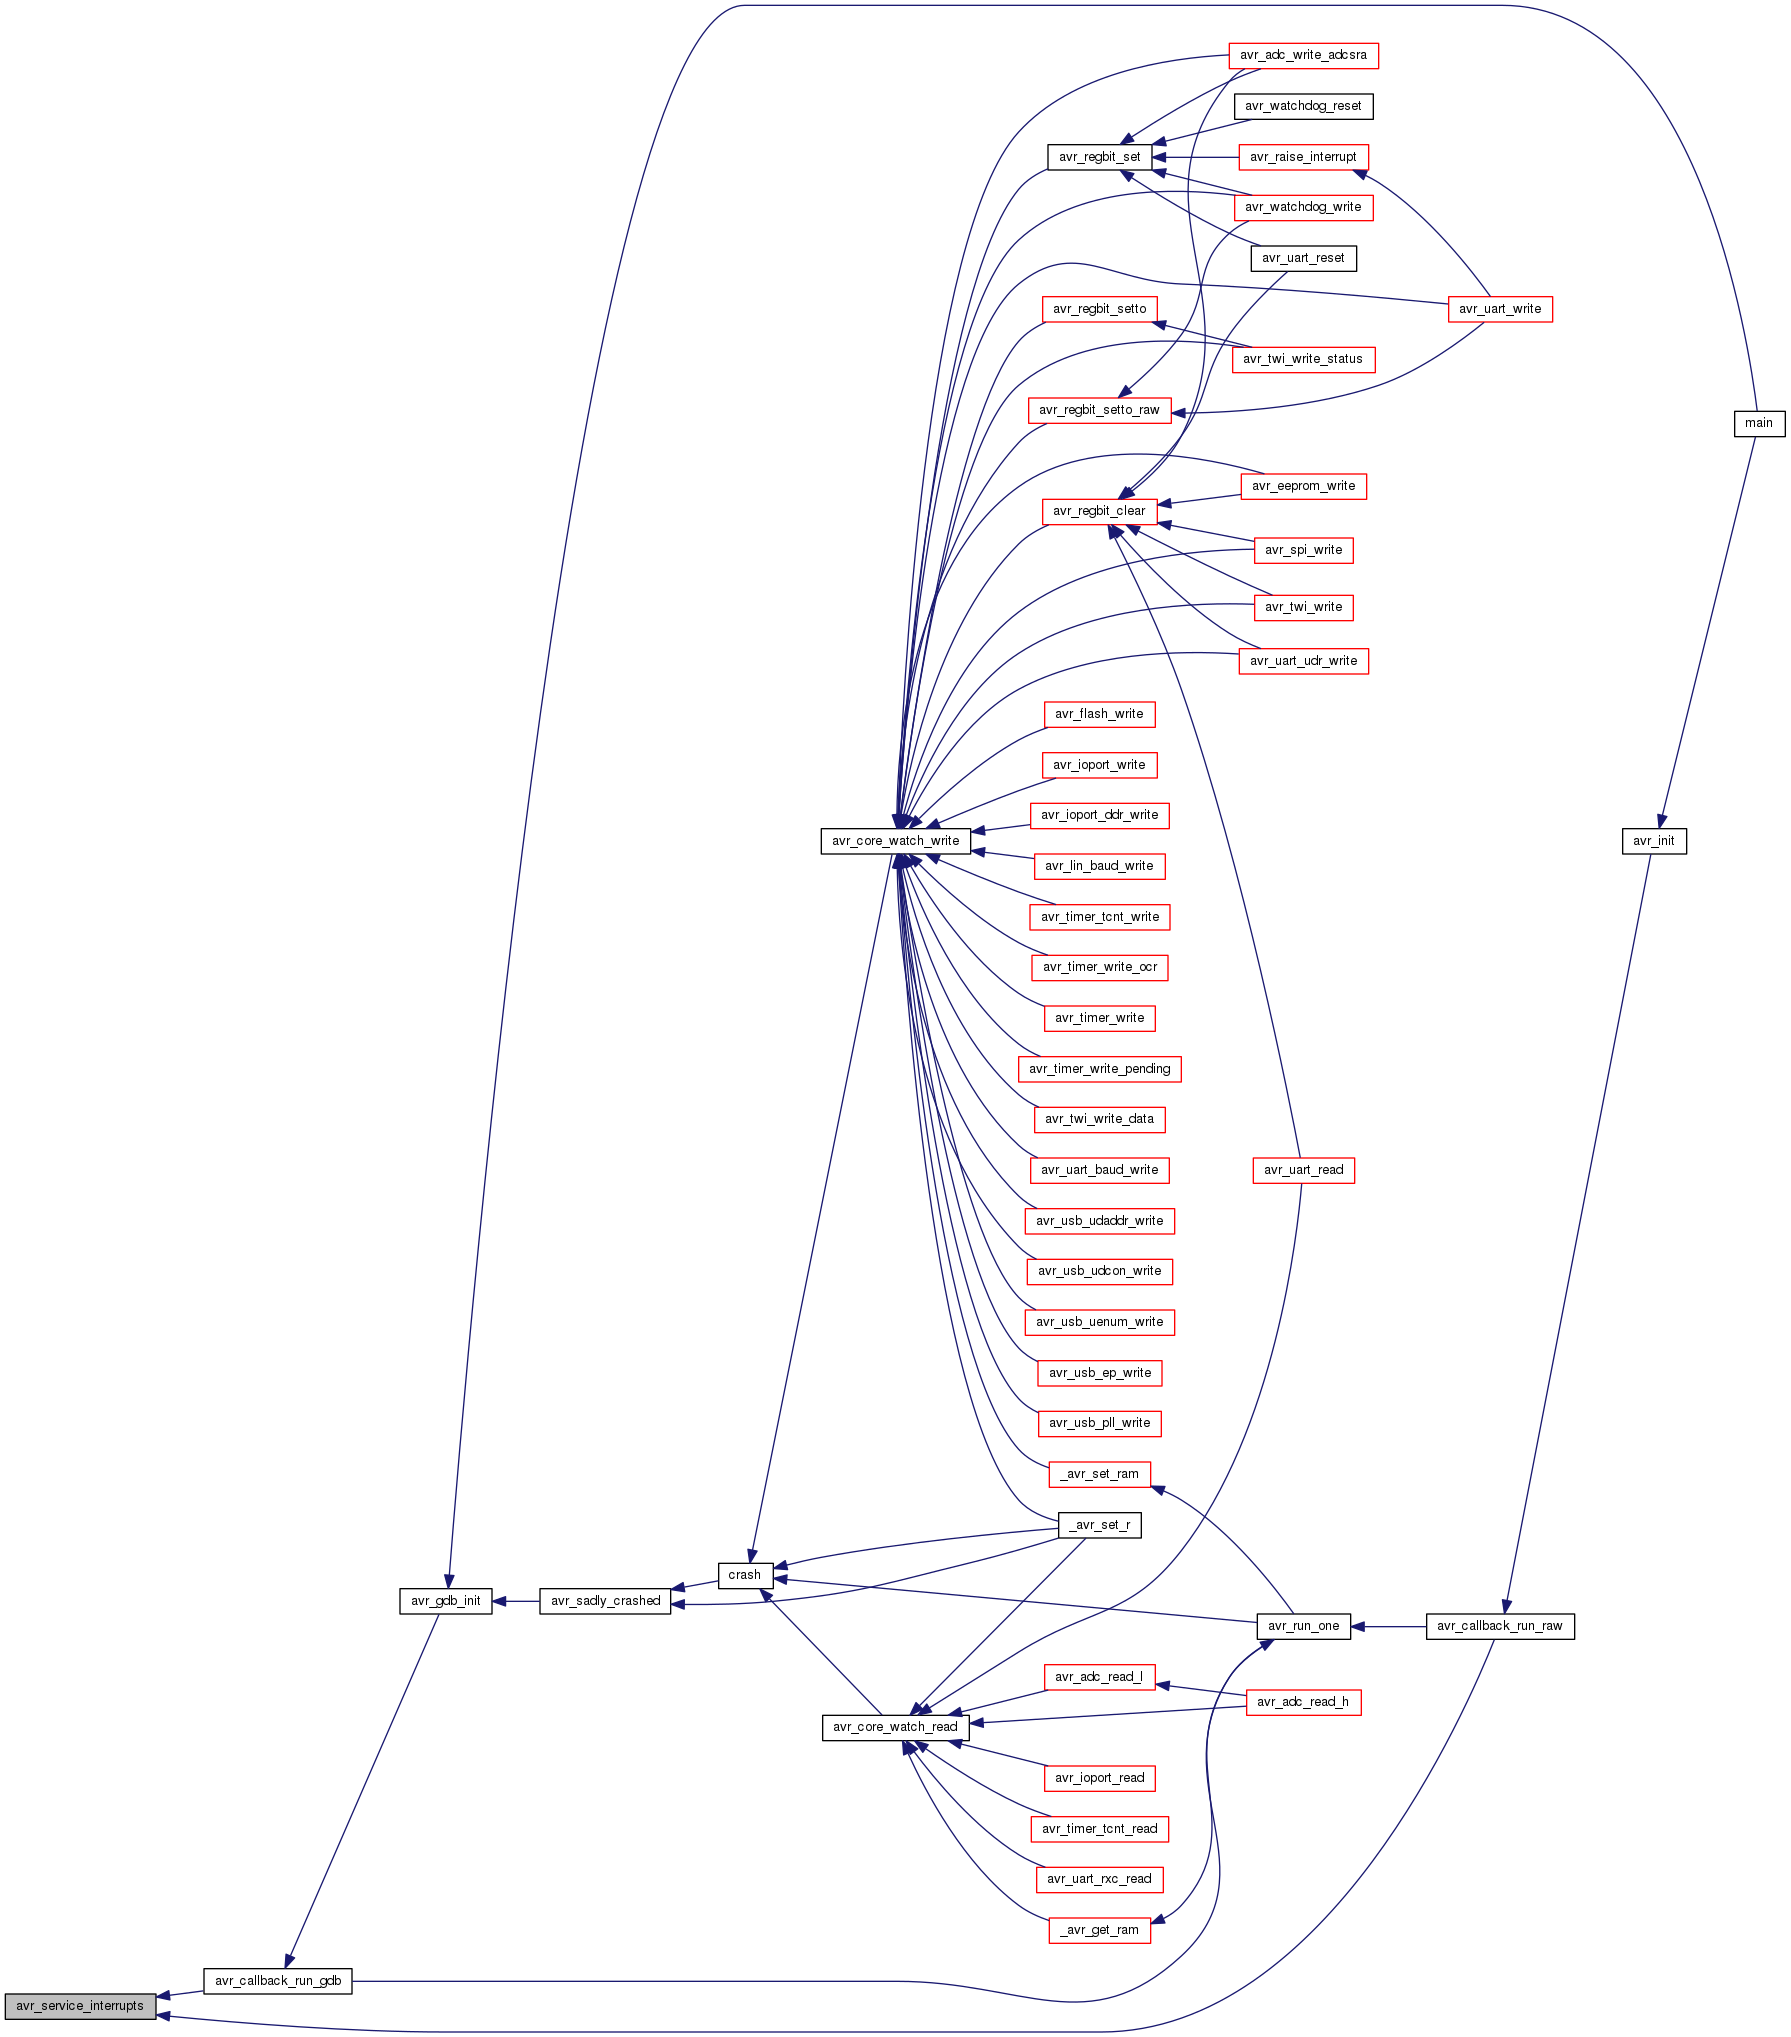 avr_adc_write_adcsra
avr_watchdog_reset
avr_regbit_set
avr_raise_interrupt
avr_watchdog_write
avr_uart_reset
avr_regbit_setto
avr_uart_write
avr_twi_write_status
avr_regbit_setto_raw
main
avr_eeprom_write
avr_regbit_clear
avr_spi_write
avr_twi_write
avr_uart_udr_write
avr_flash_write
avr_ioport_write
avr_ioport_ddr_write
avr_core_watch_write
avr_init
avr_lin_baud_write
avr_timer_tcnt_write
avr_timer_write_ocr
avr_timer_write
avr_timer_write_pending
avr_twi_write_data
avr_uart_baud_write
avr_uart_read
avr_usb_udaddr_write
avr_usb_udcon_write
avr_usb_uenum_write
avr_usb_ep_write
avr_usb_pll_write
_avr_set_ram
_avr_set_r
crash
avr_gdb_init
avr_sadly_crashed
avr_run_one
avr_callback_run_raw
avr_adc_read_l
avr_adc_read_h
avr_core_watch_read
avr_ioport_read
avr_timer_tcnt_read
avr_uart_rxc_read
_avr_get_ram
avr_callback_run_gdb
avr_service_interrupts